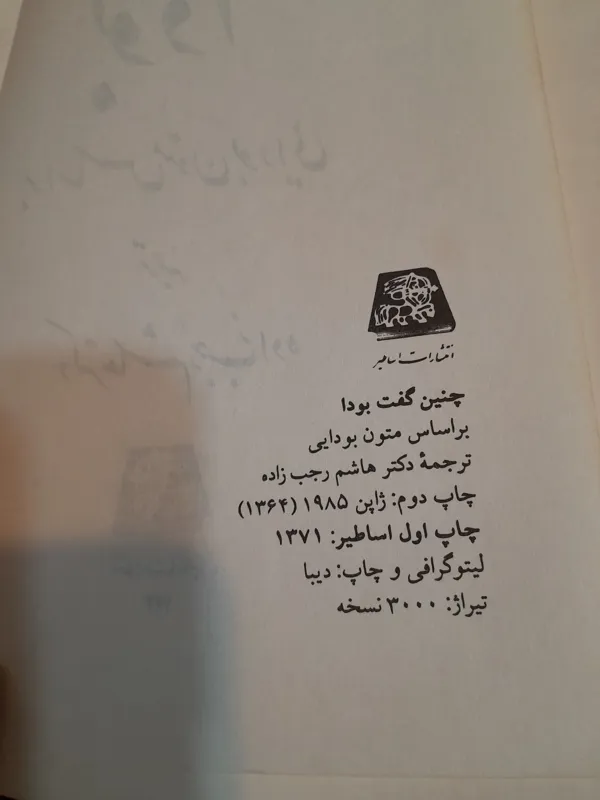 انتشارات اساطیر
چنین گفت بودا
براساس متون بودایی
ترجمهٔ دکتر هاشم رجب زاده
چاپ دوم: ژاپن ۱۹۸۵ (۱۳۶۴)
چاپ اول اساطیر: ۱۳۷۱
لیتوگرافی و چاپ: دیبا
تیراژ: ۳۰۰۰ نسخه